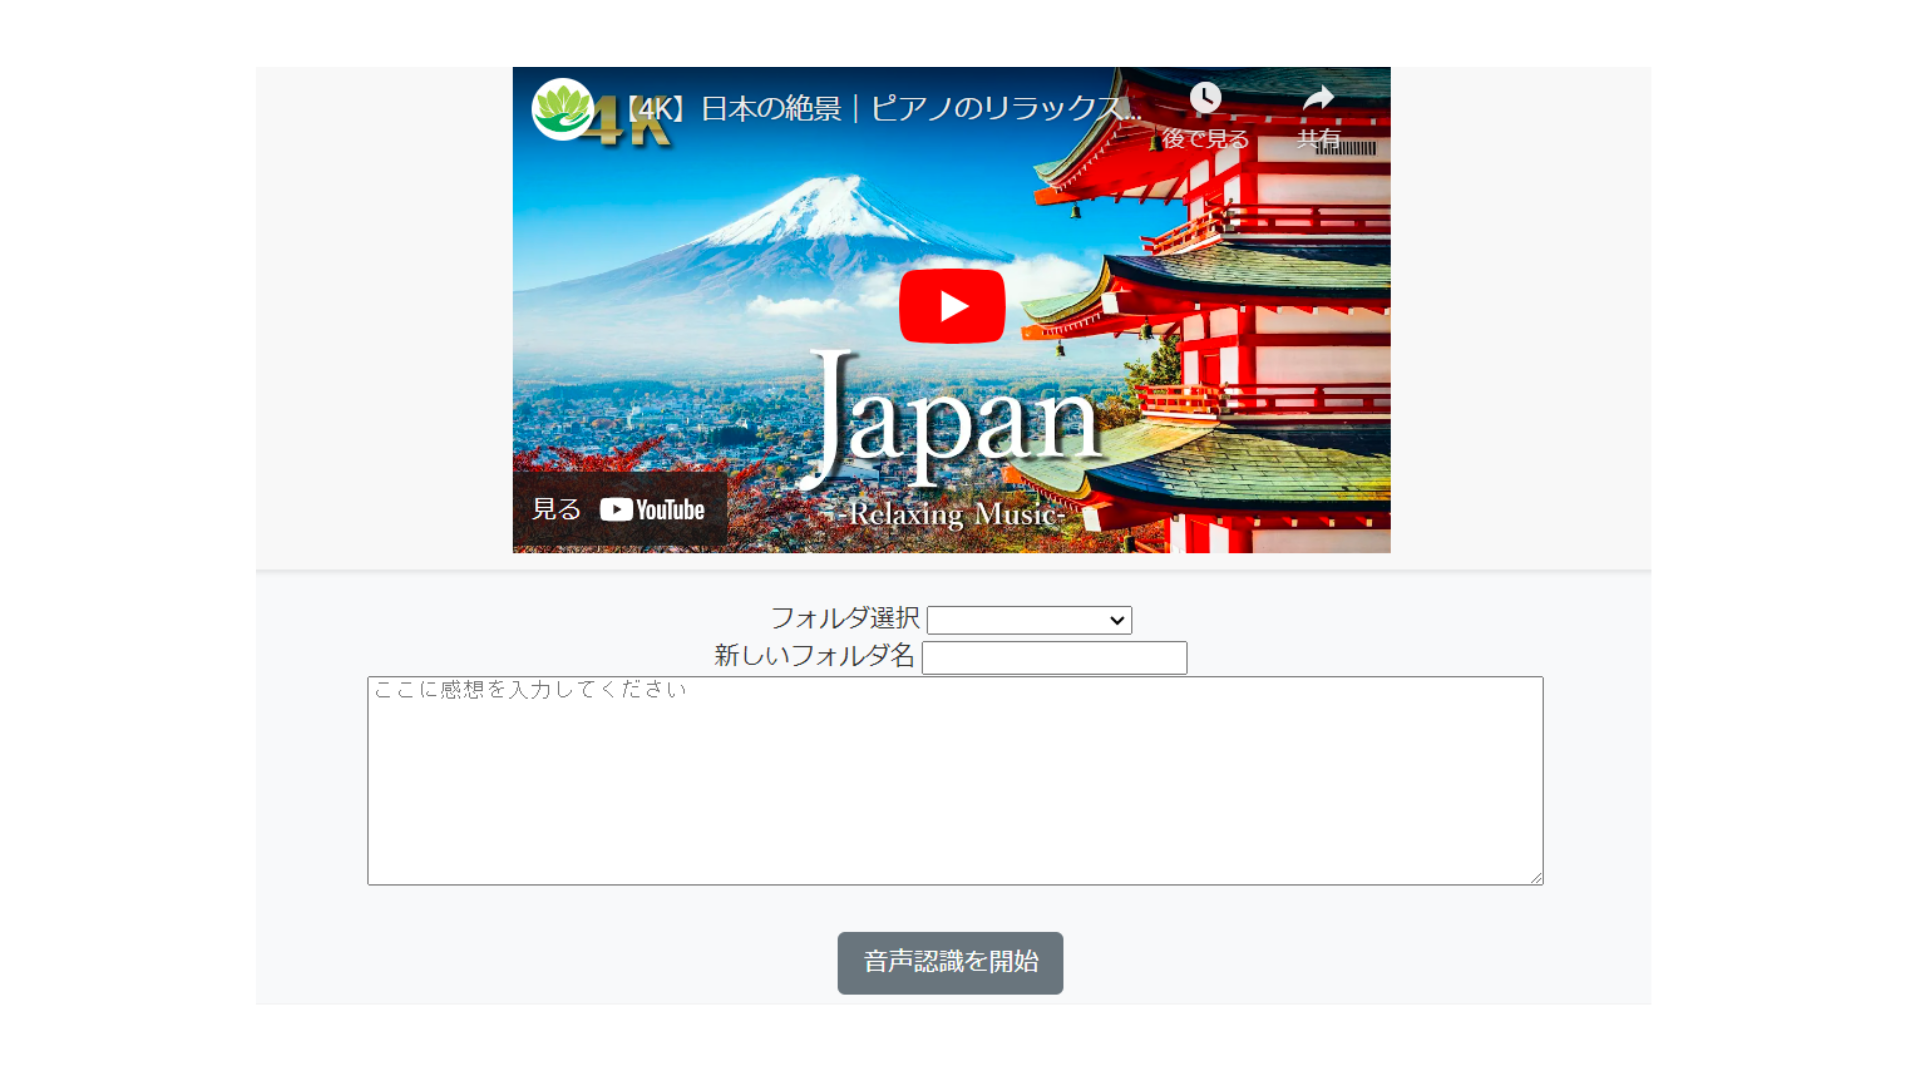 4K
【4K】日本の絶景｜ピアノのリラックス...
後で見る
共有
Japan
-Relaxing Music-
見る YouTube
フォルダ選択
新しいフォルダ名
ここに感想を入力してください
音声認識を開始